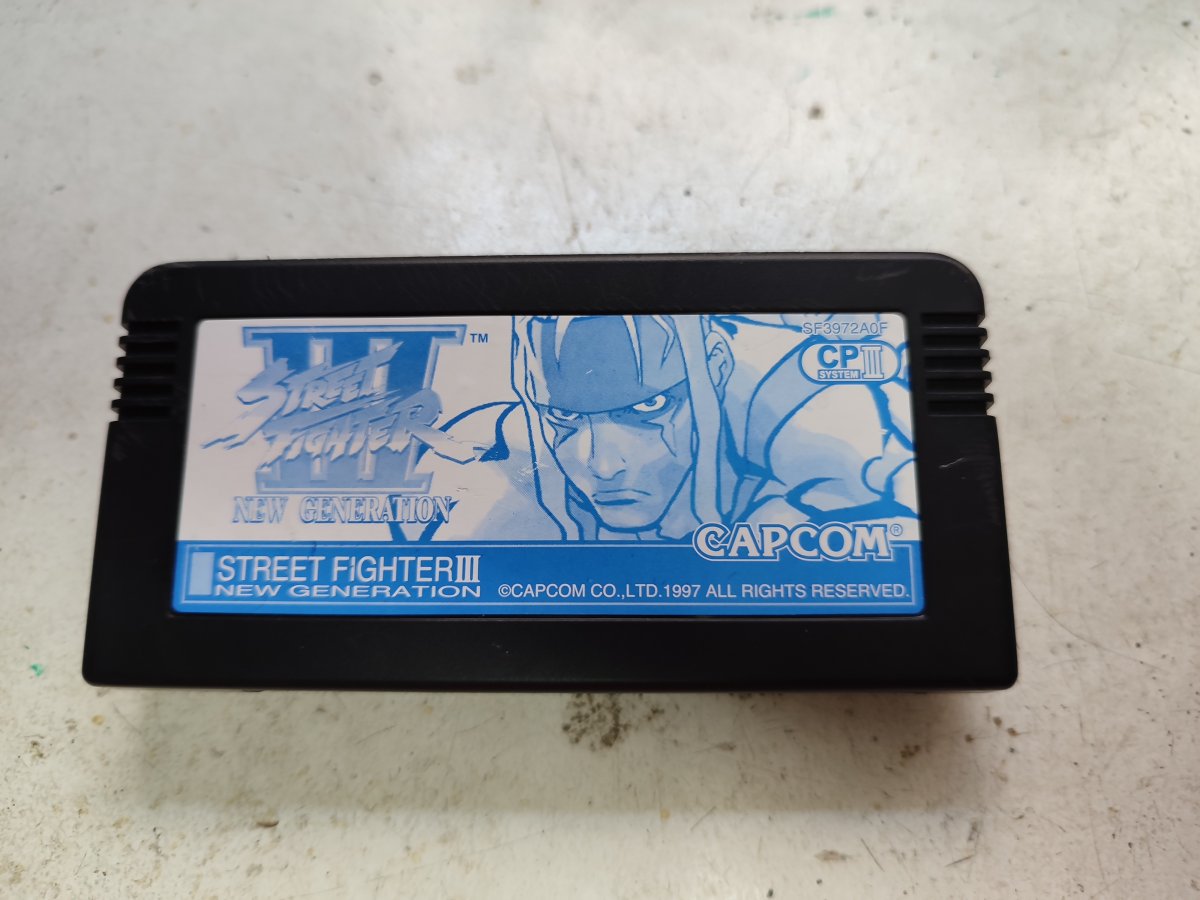 III
STREET
FIGHTER
™
NEW GENERATION
SF3972A0F
CP III
SYSTEM
CAPCOM®
STREET FIGHTER III
NEW GENERATION
©CAPCOM CO.,LTD.1997 ALL RIGHTS RESERVED.